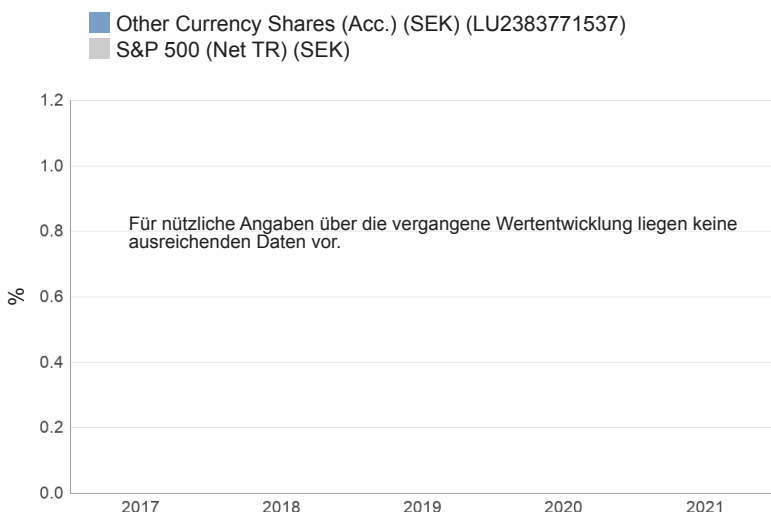 Other Currency Shares (Acc.) (SEK) (LU2383771537)
S&P 500 (Net TR) (SEK)
1.2
1.0
Für nützliche Angaben über die vergangene Wertentwicklung liegen keine
0.8
ausreichenden Daten vor.
%
0.6
0.4
0.2
0.0
2017 2018 2019 2020 2021